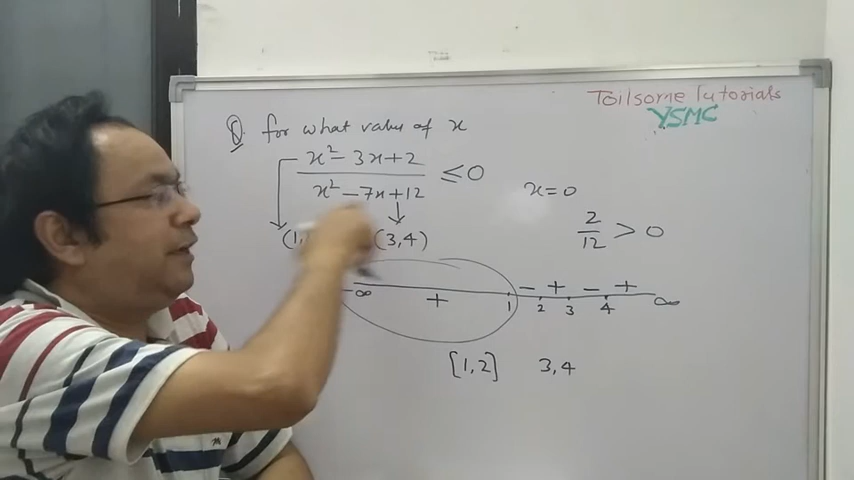 Toilsome Tutorials
YSMC
Q. for what value of x
x² - 3x + 2
x² - 7x + 12
≤ 0
x = 0
2/12 > 0
(1,
(3,4)
- + - +
-∞ + 1 2 3 4 ∞
[1,2] 3,4